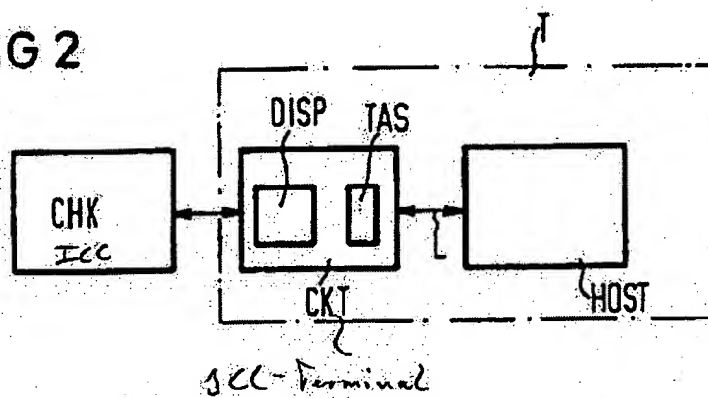 G 2
T
DISP TAS
CHK
ICC
L
CKT
HOST
ICC-Terminal